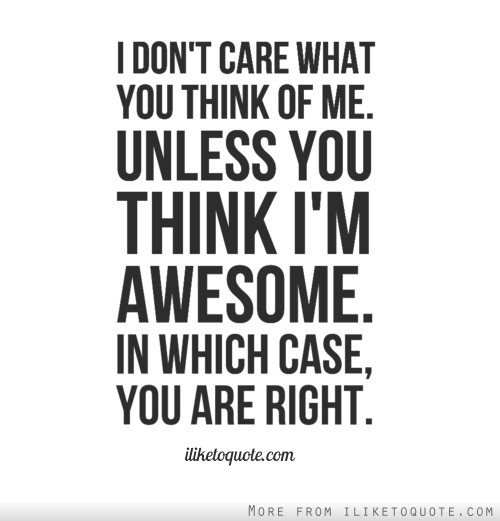 I DON'T CARE WHAT
YOU THINK OF ME.
UNLESS YOU
THINK I'M
AWESOME.
IN WHICH CASE,
YOU ARE RIGHT.
iliketoquote.com
MORE FROM ILIKETOQUOTE.COM